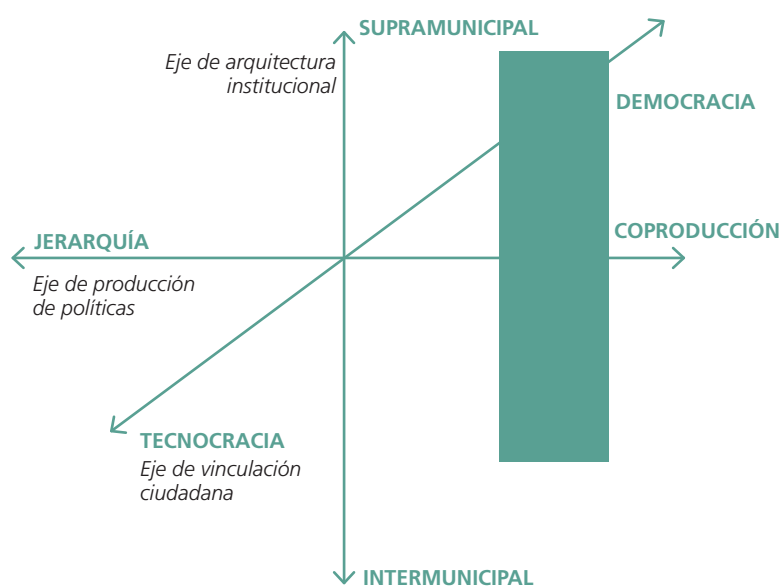 SUPRAMUNICIPAL
Eje de arquitectura
institucional
DEMOCRACIA
JERARQUÍA
COPRODUCCIÓN
Eje de producción
de políticas
TECNOCRACIA
Eje de vinculación
ciudadana
INTERMUNICIPAL